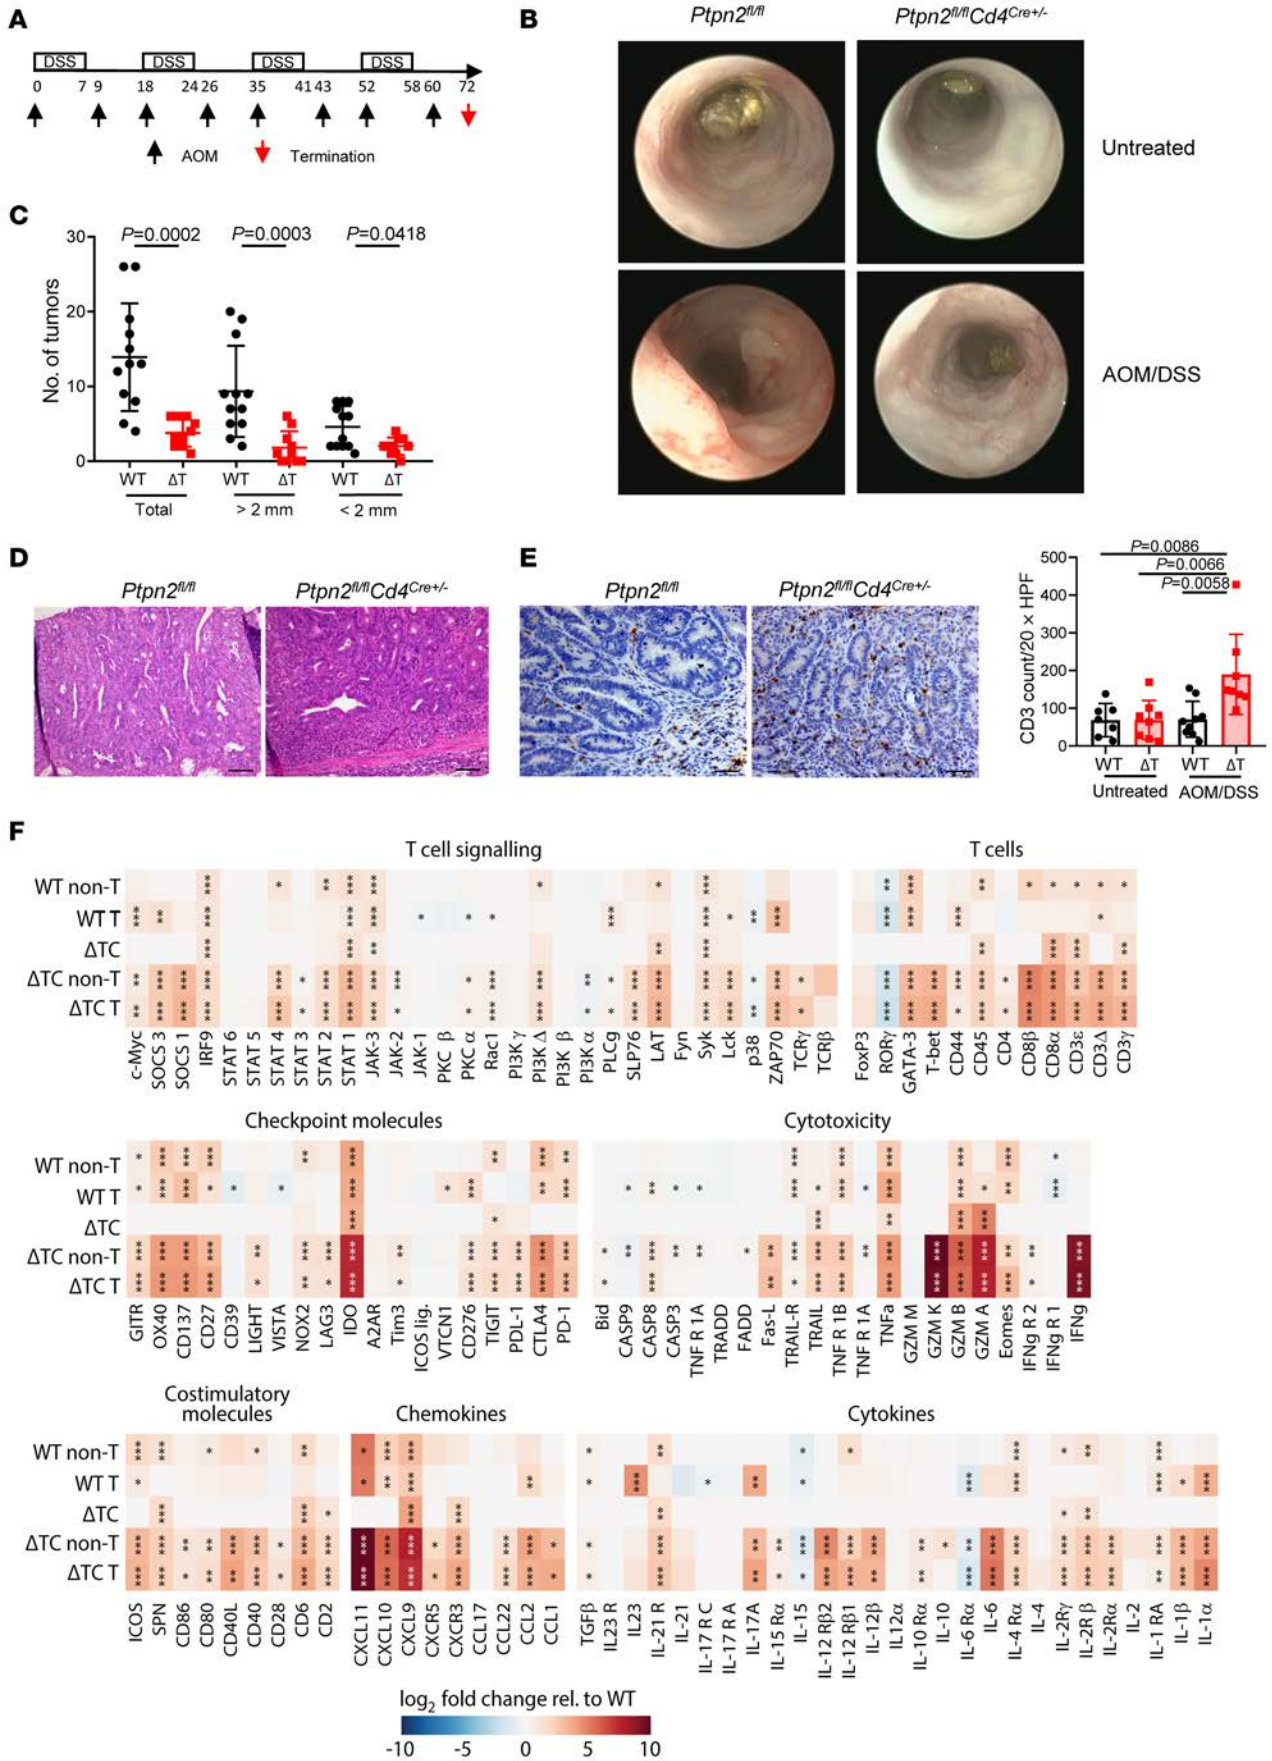 A
DSS DSS DSS DSS
0 7 9 18 24 26 35 41 43 52 58 60 72
AOM Termination
B
Ptpn2fl/fl Ptpn2fl/flCd4Cre+/-
Untreated
AOM/DSS
C
P=0.0002 P=0.0003 P=0.0418
No. of tumors
30
20
10
0
WT ΔT WT ΔT WT ΔT
Total > 2 mm < 2 mm
D
Ptpn2fl/fl Ptpn2fl/flCd4Cre+/-
E
Ptpn2fl/fl Ptpn2fl/flCd4Cre+/-
P=0.0086
P=0.0066
P=0.0058
CD3 count/20 × HPF
500
400
300
200
100
0
WT ΔT WT ΔT
Untreated AOM/DSS
F
T cell signalling
T cells
WT non-T
WT T
ΔTC
ΔTC non-T
ΔTC T
c-Myc SOCS 3 SOCS 1 IRF9 STAT 6 STAT 5 STAT 4 STAT 3 STAT 2 STAT 1 JAK-3 JAK-2 JAK-1 PKC β PKC α Rac1 PI3K γ PI3K Δ PI3K β PI3K α PLCg SLP76 LAT Fyn Syk Lck p38 ZAP70 TCRγ TCRβ
FoxP3 RORγ GATA-3 T-bet CD44 CD45 CD4 CD8β CD8α CD3ε CD3Δ CD3γ
Checkpoint molecules
Cytotoxicity
WT non-T
WT T
ΔTC
ΔTC non-T
ΔTC T
GITR OX40 CD137 CD27 CD39 LIGHT VISTA NOX2 LAG3 IDO A2AR Tim3 ICOS lig. VTCN1 CD276 TIGIT PDL-1 CTLA4 PD-1
Bid CASP9 CASP8 CASP3 TNF R 1A TRADD FADD Fas-L TRAIL-R TRAIL TNF R 1B TNF R 1A TNFa GZM M GZM K GZM B GZM A Eomes IFNg R 2 IFNg R 1 IFNg
Costimulatory
molecules
Chemokines
Cytokines
WT non-T
WT T
ΔTC
ΔTC non-T
ΔTC T
ICOS SPN CD86 CD80 CD40L CD40 CD28 CD6 CD2
CXCL11 CXCL10 CXCL9 CXCR5 CXCR3 CCL17 CCL22 CCL2 CCL1
TGFβ IL23 R IL23 IL-21 R IL-21 IL-17 R C IL-17 R A IL-17A IL-15 Rα IL-15 IL-12 Rβ2 IL-12 Rβ1 IL-12β IL12α IL-10 Rα IL-10 IL-6 Rα IL-6 IL-4 Rα IL-4 IL-2Rγ IL-2R β IL-2Rα IL-2 IL-1 RA IL-1β IL-1α
log2 fold change rel. to WT
-10 -5 0 5 10